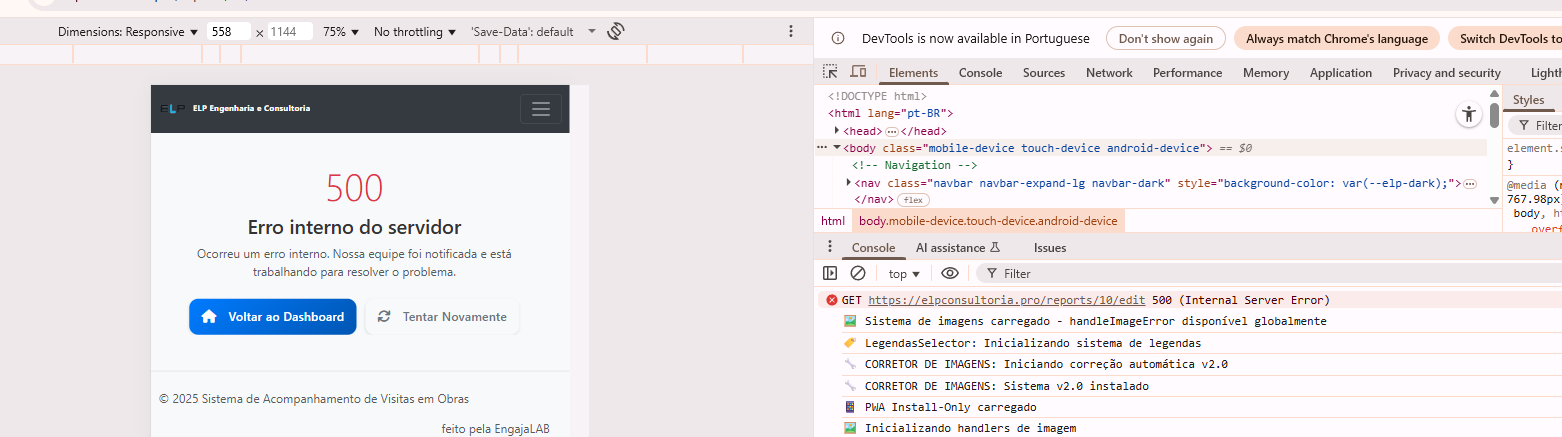 Dimensions: Responsive 558 × 1144 75% No throttling 'Save-Data': default
ELP ELP Engenharia e Consultoria
500
Erro interno do servidor
Ocorreu um erro interno. Nossa equipe foi notificada e está
trabalhando para resolver o problema.
Voltar ao Dashboard Tentar Novamente
© 2025 Sistema de Acompanhamento de Visitas em Obras
feito pela EngajaLAB
DevTools is now available in Portuguese Don't show again Always match Chrome's language Switch DevTools to
Elements Console Sources Network Performance Memory Application Privacy and security Lighth
<!DOCTYPE html>
<html lang="pt-BR">
<head> … </head>
<body class="mobile-device touch-device android-device"> == $0
<!-- Navigation -->
<nav class="navbar navbar-expand-lg navbar-dark" style="background-color: var(--elp-dark);"> …
</nav> flex
html body.mobile-device.touch-device.android-device
Styles
Filter
element.s
}
@media (m
767.98px)
body, h
overf
Console AI assistance Issues
top Filter
GET https://elpconsultoria.pro/reports/10/edit 500 (Internal Server Error)
Sistema de imagens carregado - handleImageError disponível globalmente
LegendasSelector: Inicializando sistema de legendas
CORRETOR DE IMAGENS: Iniciando correção automática v2.0
CORRETOR DE IMAGENS: Sistema v2.0 instalado
PWA Install-Only carregado
Inicializando handlers de imagem